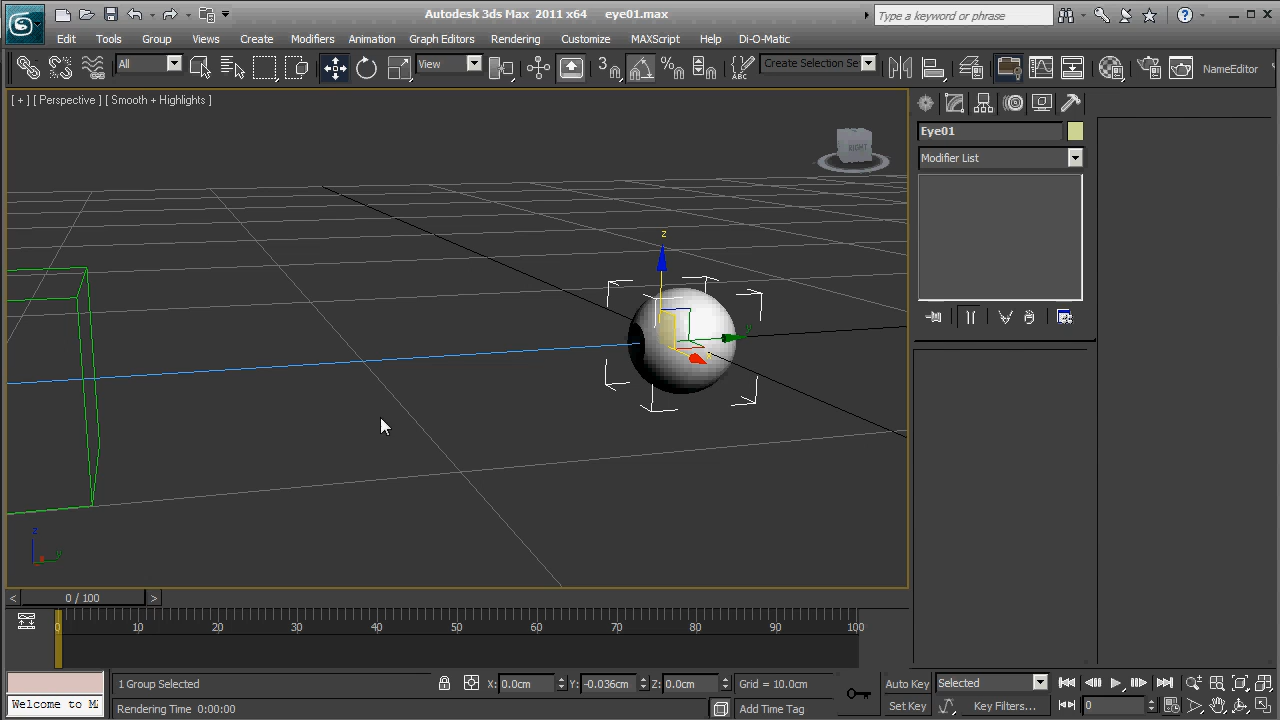 Autodesk 3ds Max 2011 x64 eye01.max
Type a keyword or phrase
Edit Tools Group Views Create Modifiers Animation Graph Editors Rendering Customize MAXScript Help Di-O-Matic
All View 3 Create Selection Se NameEditor
[ + ] [ Perspective ] [ Smooth + Highlights ]
Eye01
RIGHT
Modifier List
z
y
z
y
< 0 / 100 >
0 10 20 30 40 50 60 70 80 90 100
1 Group Selected X: 0.0cm Y: -0.036cm Z: 0.0cm Grid = 10.0cm Auto Key Selected
Welcome to M Rendering Time 0:00:00 Add Time Tag Set Key Key Filters... 0